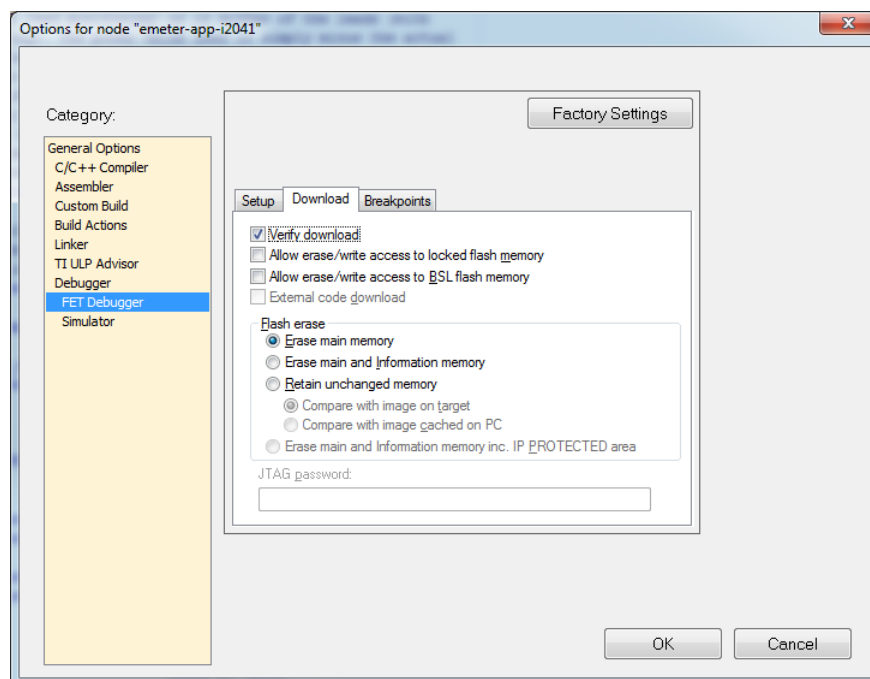 Options for node "emeter-app-i2041"
Category:
Factory Settings
General Options
C/C++ Compiler
Assembler
Custom Build
Build Actions
Linker
TI ULP Advisor
Debugger
FET Debugger
Simulator
Setup Download Breakpoints
Verify download
Allow erase/write access to locked flash memory
Allow erase/write access to BSL flash memory
External code download
Flash erase
Erase main memory
Erase main and Information memory
Retain unchanged memory
Compare with image on target
Compare with image cached on PC
Erase main and Information memory inc. IP PROTECTED area
JTAG password:
OK Cancel